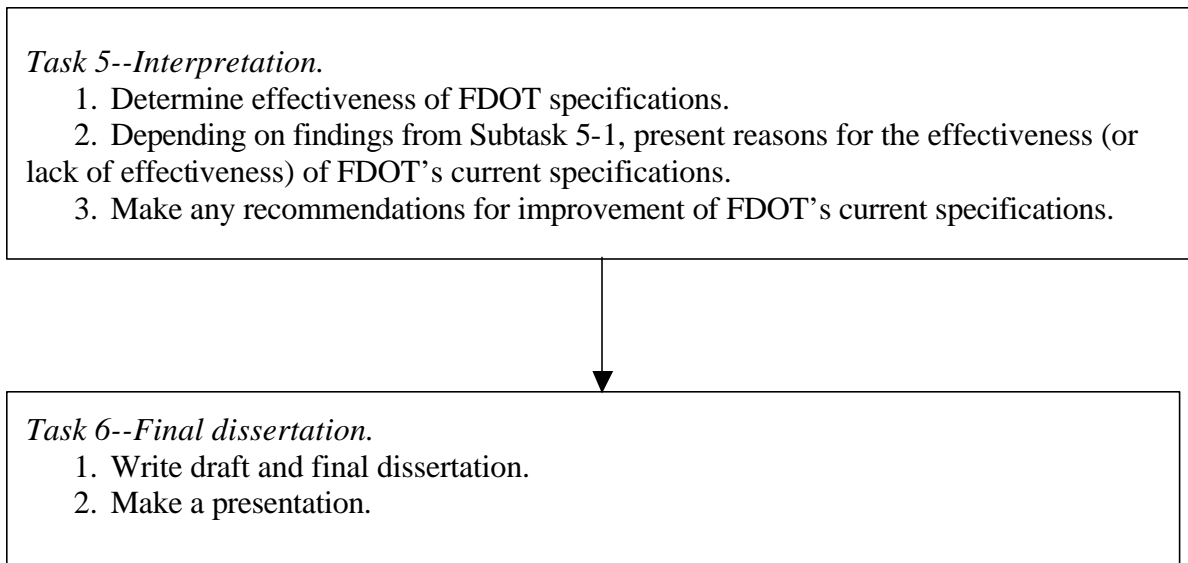 Task 5--Interpretation.
1. Determine effectiveness of FDOT specifications.
2. Depending on findings from Subtask 5-1, present reasons for the effectiveness (or
lack of effectiveness) of FDOT’s current specifications.
3. Make any recommendations for improvement of FDOT’s current specifications.
Task 6--Final dissertation.
1. Write draft and final dissertation.
2. Make a presentation.